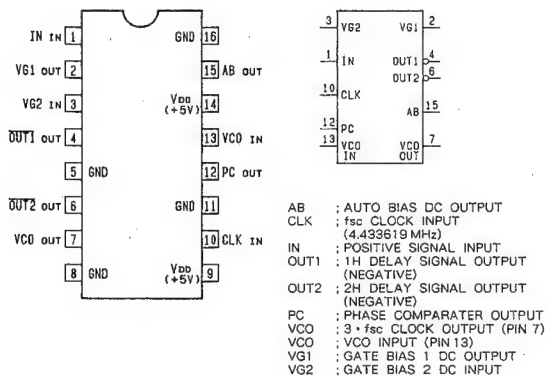 IN IN 1
VG1 OUT 2
VG2 IN 3
OUT1 OUT 4
5 GND
OUT2 OUT 6
VCO OUT 7
8 GND
GND 16
15 AB OUT
VDD (+5V) 14
13 VCO IN
12 PC OUT
GND 11
10 CLK IN
VDD (+5V) 9
3 VG2
VG1 2
1 IN
OUT1 4
OUT2 6
10 CLK
AB 15
12 PC
13 VCO IN
VCO OUT 7
AB ; AUTO BIAS DC OUTPUT
CLK ; fsc CLOCK INPUT
(4.433619 MHz)
IN ; POSITIVE SIGNAL INPUT
OUT1 ; 1H DELAY SIGNAL OUTPUT
(NEGATIVE)
OUT2 ; 2H DELAY SIGNAL OUTPUT
(NEGATIVE)
PC ; PHASE COMPARATER OUTPUT
VCO ; 3・fsc CLOCK OUTPUT (PIN 7)
VCO ; VCO INPUT (PIN 13)
VG1 ; GATE BIAS 1 DC OUTPUT
VG2 ; GATE BIAS 2 DC INPUT